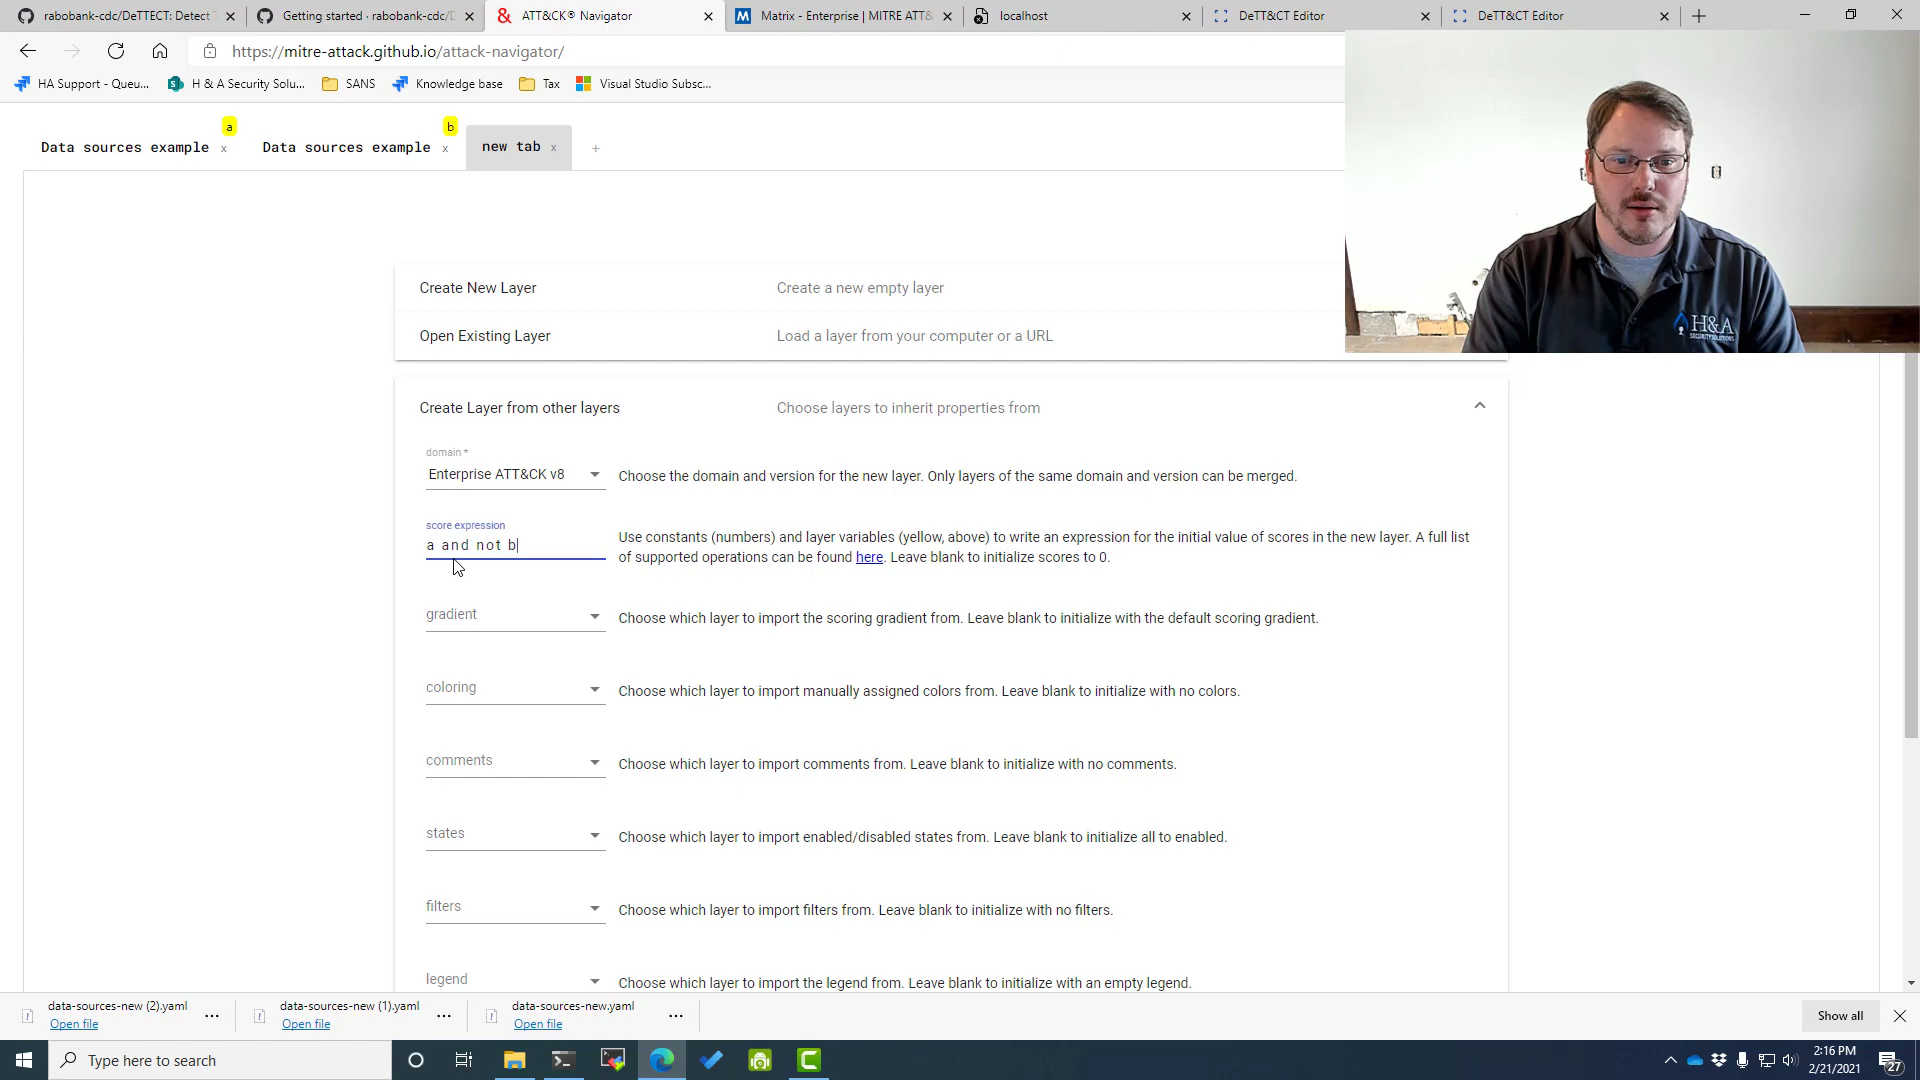 rabobank-cdc/DeTTECT: Detect T
Getting started · rabobank-cdc/D
ATT&CK® Navigator
Matrix - Enterprise | MITRE ATT&
localhost
DeTT&CT Editor
DeTT&CT Editor
https://mitre-attack.github.io/attack-navigator/
HA Support - Queu...
H & A Security Solu...
SANS
Knowledge base
Tax
Visual Studio Subsc...
a
b
Data sources example x
Data sources example x
new tab x
+
Create New Layer
Create a new empty layer
Open Existing Layer
Load a layer from your computer or a URL
H&A
SECURITY SOLUTIONS
Create Layer from other layers
Choose layers to inherit properties from
domain *
Enterprise ATT&CK v8
Choose the domain and version for the new layer. Only layers of the same domain and version can be merged.
score expression
a and not b
Use constants (numbers) and layer variables (yellow, above) to write an expression for the initial value of scores in the new layer. A full list
of supported operations can be found here. Leave blank to initialize scores to 0.
gradient
Choose which layer to import the scoring gradient from. Leave blank to initialize with the default scoring gradient.
coloring
Choose which layer to import manually assigned colors from. Leave blank to initialize with no colors.
comments
Choose which layer to import comments from. Leave blank to initialize with no comments.
states
Choose which layer to import enabled/disabled states from. Leave blank to initialize all to enabled.
filters
Choose which layer to import filters from. Leave blank to initialize with no filters.
legend
Choose which layer to import the legend from. Leave blank to initialize with an empty legend.
data-sources-new (2).yaml
Open file
data-sources-new (1).yaml
Open file
data-sources-new.yaml
Open file
Show all
Type here to search
2:16 PM
2/21/2021
27